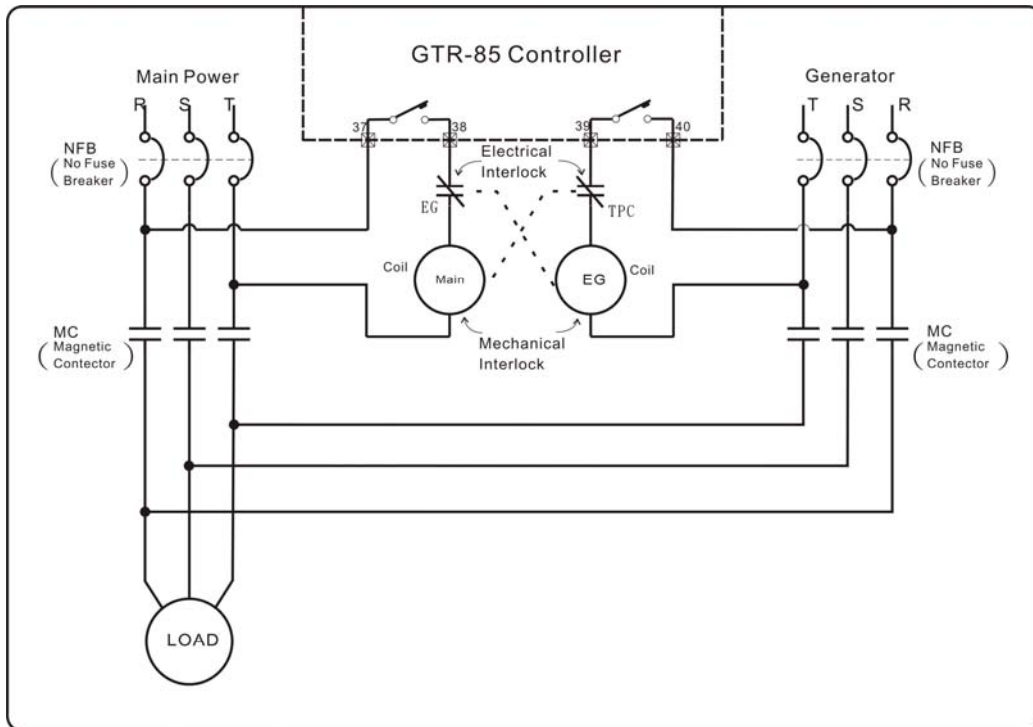 GTR-85 Controller
Main Power
R S T
NFB
(No Fuse
Breaker)
37
38
39
40
Electrical
Interlock
EG
TPC
Coil
Main
EG
Coil
Mechanical
Interlock
MC
(Magnetic
Contector)
Generator
T S R
NFB
(No Fuse
Breaker)
MC
(Magnetic
Contector)
LOAD